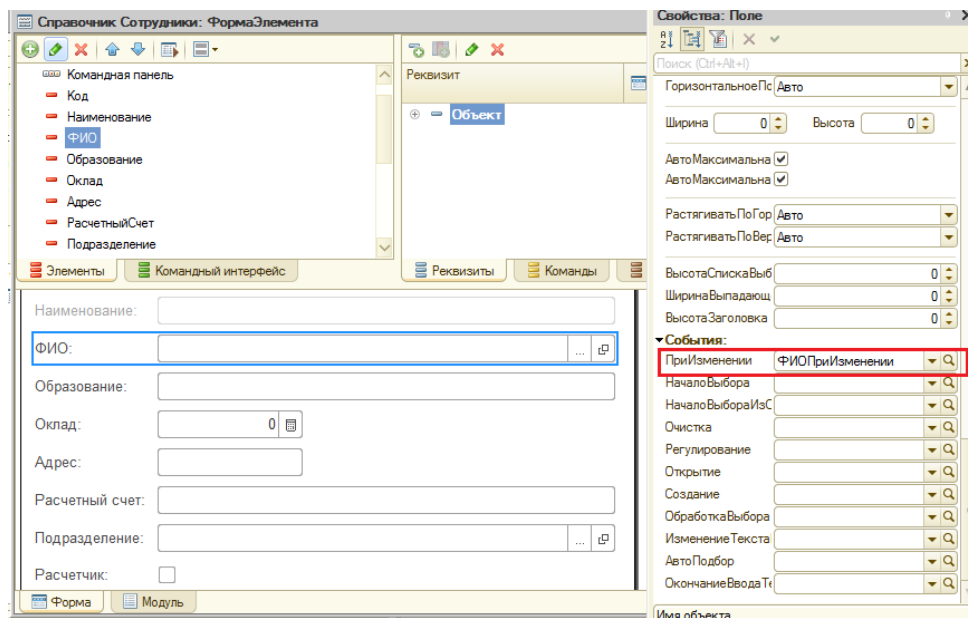 Справочник Сотрудники: ФормаЭлемента
Командная панель
Код
Наименование
ФИО
Образование
Оклад
Адрес
РасчетныйСчет
Подразделение
Элементы
Командный интерфейс
Реквизит
Объект
Реквизиты
Команды
Наименование:
ФИО:
...
Образование:
Оклад:
0
Адрес:
Расчетный счет:
Подразделение:
...
Расчетчик:
Форма
Модуль
Свойства: Поле
Поиск (Ctrl+Alt+I)
ГоризонтальноеПо Авто
Ширина 0 Высота 0
АвтоМаксимальна
АвтоМаксимальна
РастягиватьПоГор Авто
РастягиватьПоВер Авто
ВысотаСпискаВыб 0
ШиринаВыпадающ 0
ВысотаЗаголовка 0
События:
ПриИзменении ФИОПриИзменении
НачалоВыбора
НачалоВыбораИзС
Очистка
Регулирование
Открытие
Создание
ОбработкаВыбора
ИзменениеТекста
АвтоПодбор
ОкончаниеВводаТе
Имя объекта